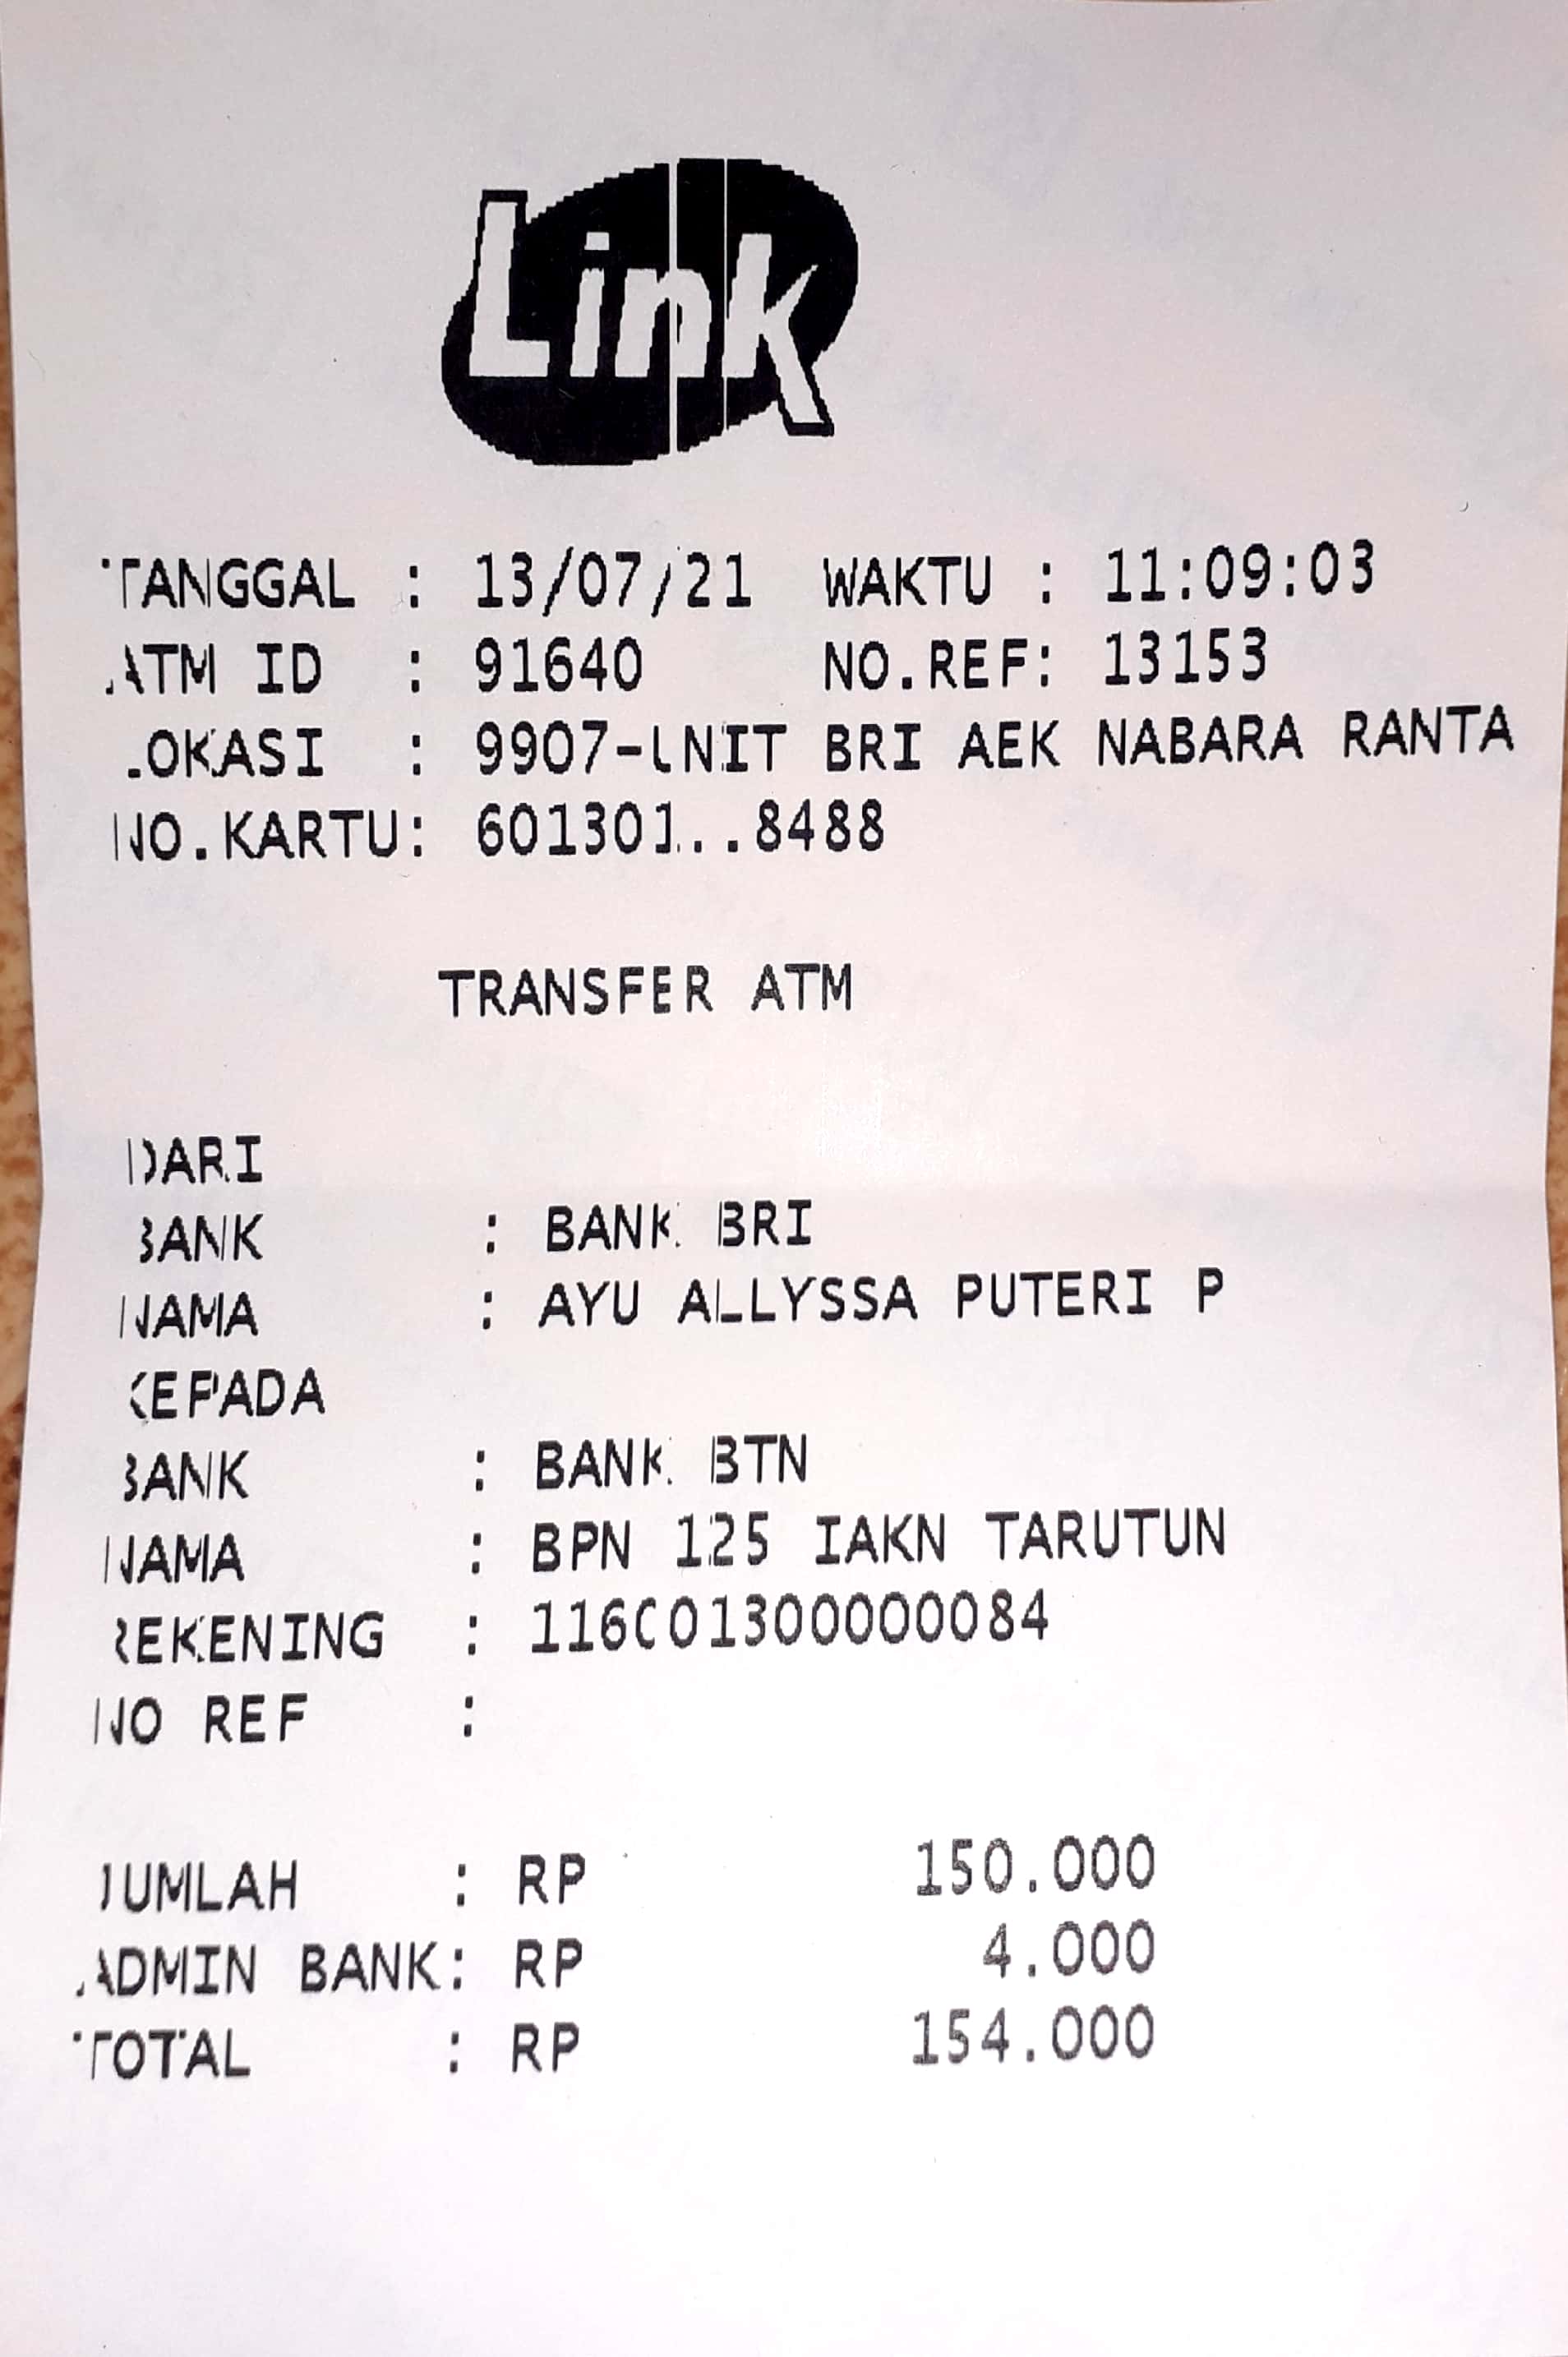 Link
TANGGAL : 13/07/21 WAKTU : 11:09:03
ATM ID : 91640 NO.REF: 13153
LOKASI : 9907-UNIT BRI AEK NABARA RANTA
NO.KARTU: 601301...8488
TRANSFER ATM
DARI
BANK : BANK BRI
NAMA : AYU ALLYSSA PUTERI P
KEPADA
BANK : BANK BTN
NAMA : BPN 125 IAKN TARUTUN
REKENING : 116001300000084
NO REF :
JUMLAH : RP 150.000
ADMIN BANK: RP 4.000
TOTAL : RP 154.000